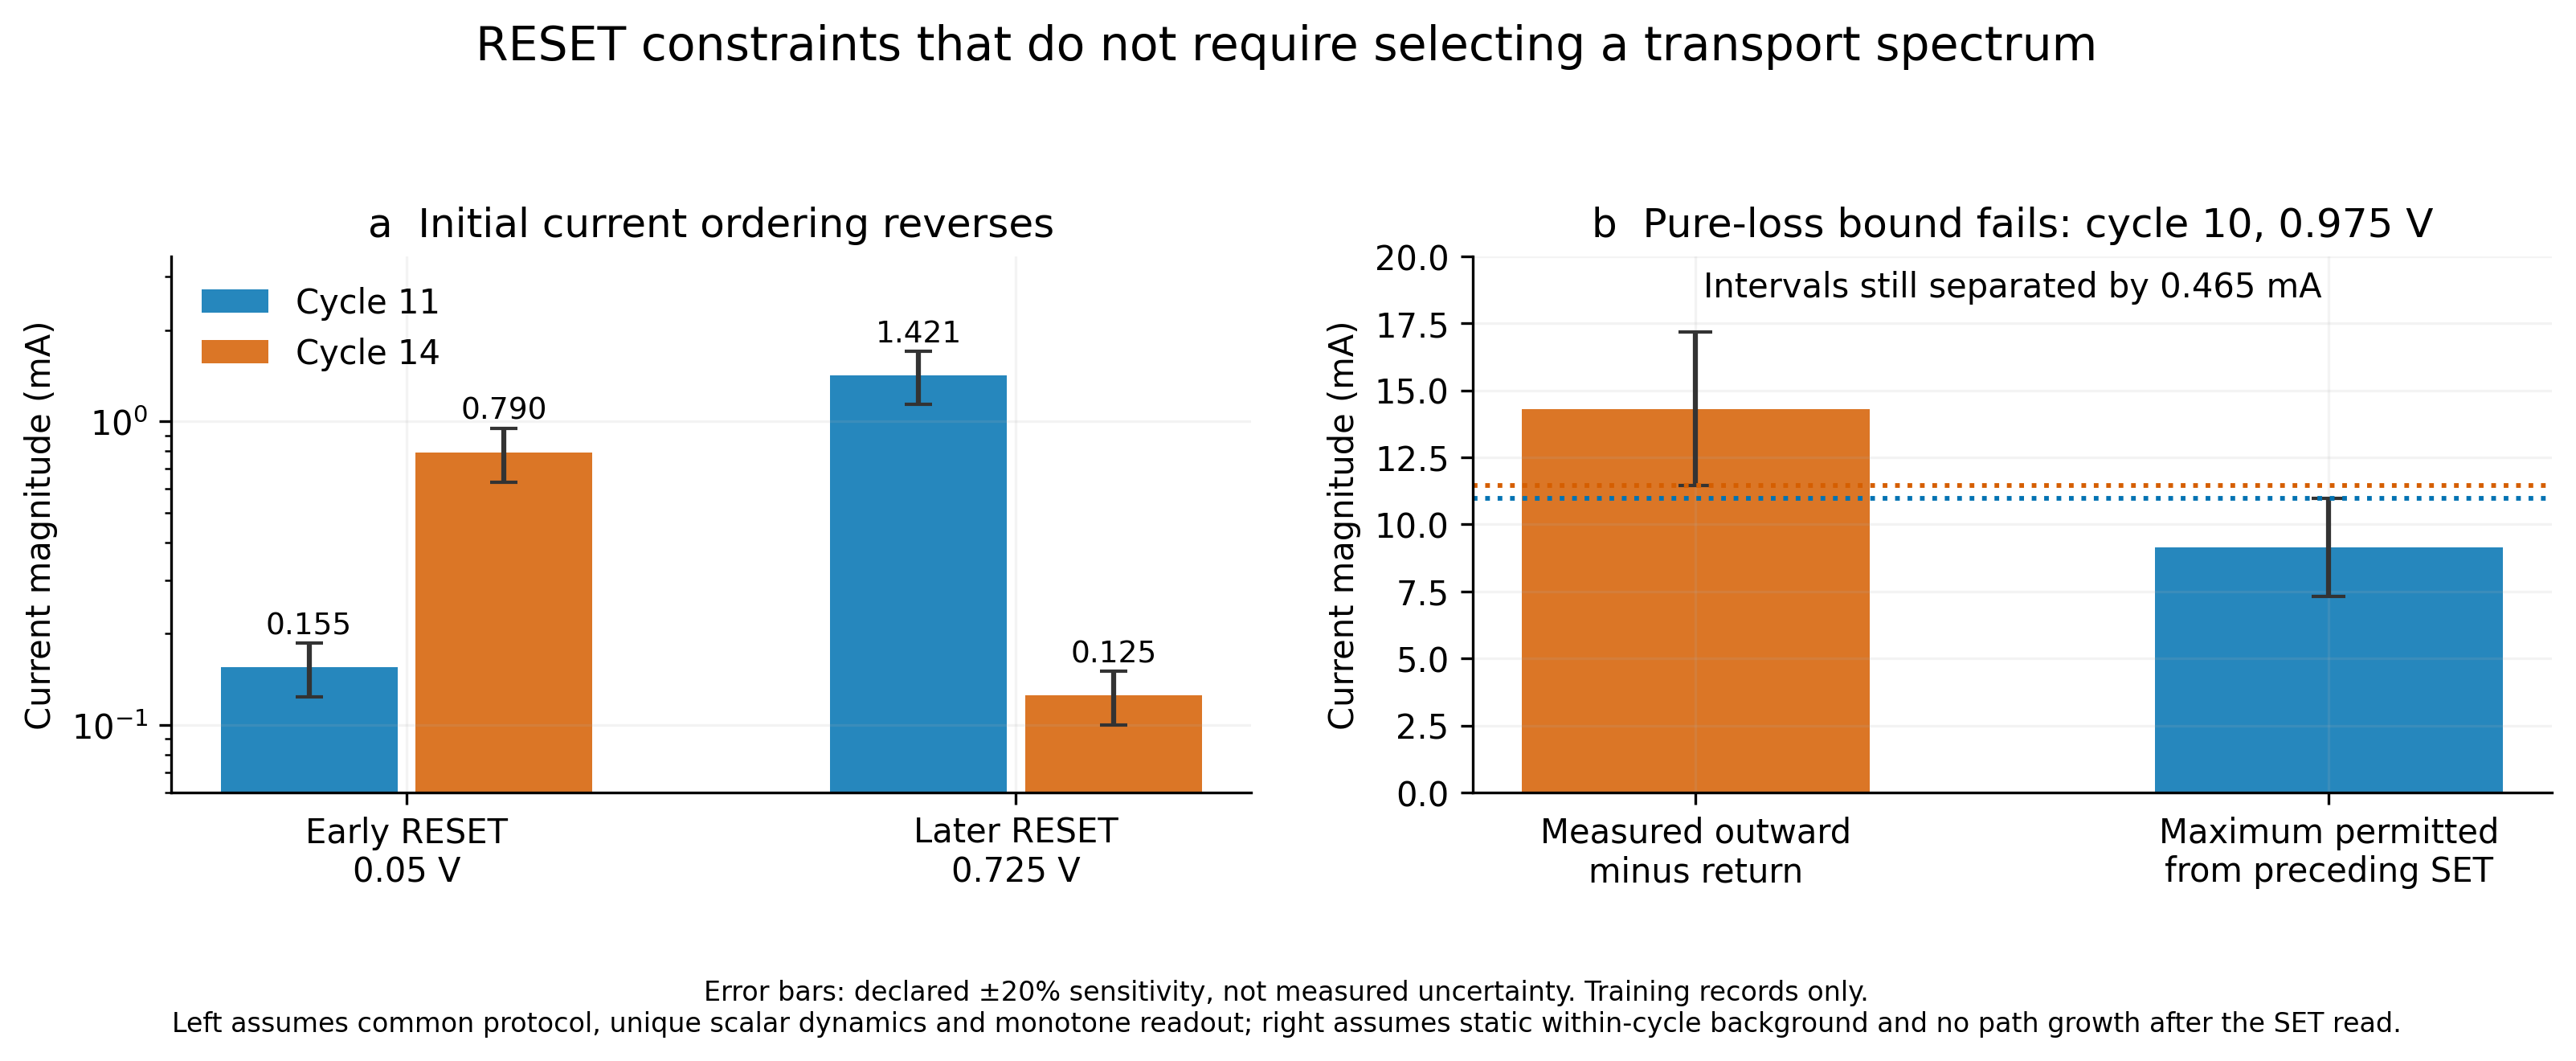 RESET constraints that do not require selecting a transport spectrum
a  Initial current ordering reverses
Current magnitude (mA)
10⁰
10⁻¹
Cycle 11
Cycle 14
0.155
0.790
1.421
0.125
Early RESET
0.05 V
Later RESET
0.725 V
b  Pure-loss bound fails: cycle 10, 0.975 V
Intervals still separated by 0.465 mA
Current magnitude (mA)
20.0
17.5
15.0
12.5
10.0
7.5
5.0
2.5
0.0
Measured outward
minus return
Maximum permitted
from preceding SET
Error bars: declared ±20% sensitivity, not measured uncertainty. Training records only.
Left assumes common protocol, unique scalar dynamics and monotone readout; right assumes static within-cycle background and no path growth after the SET read.